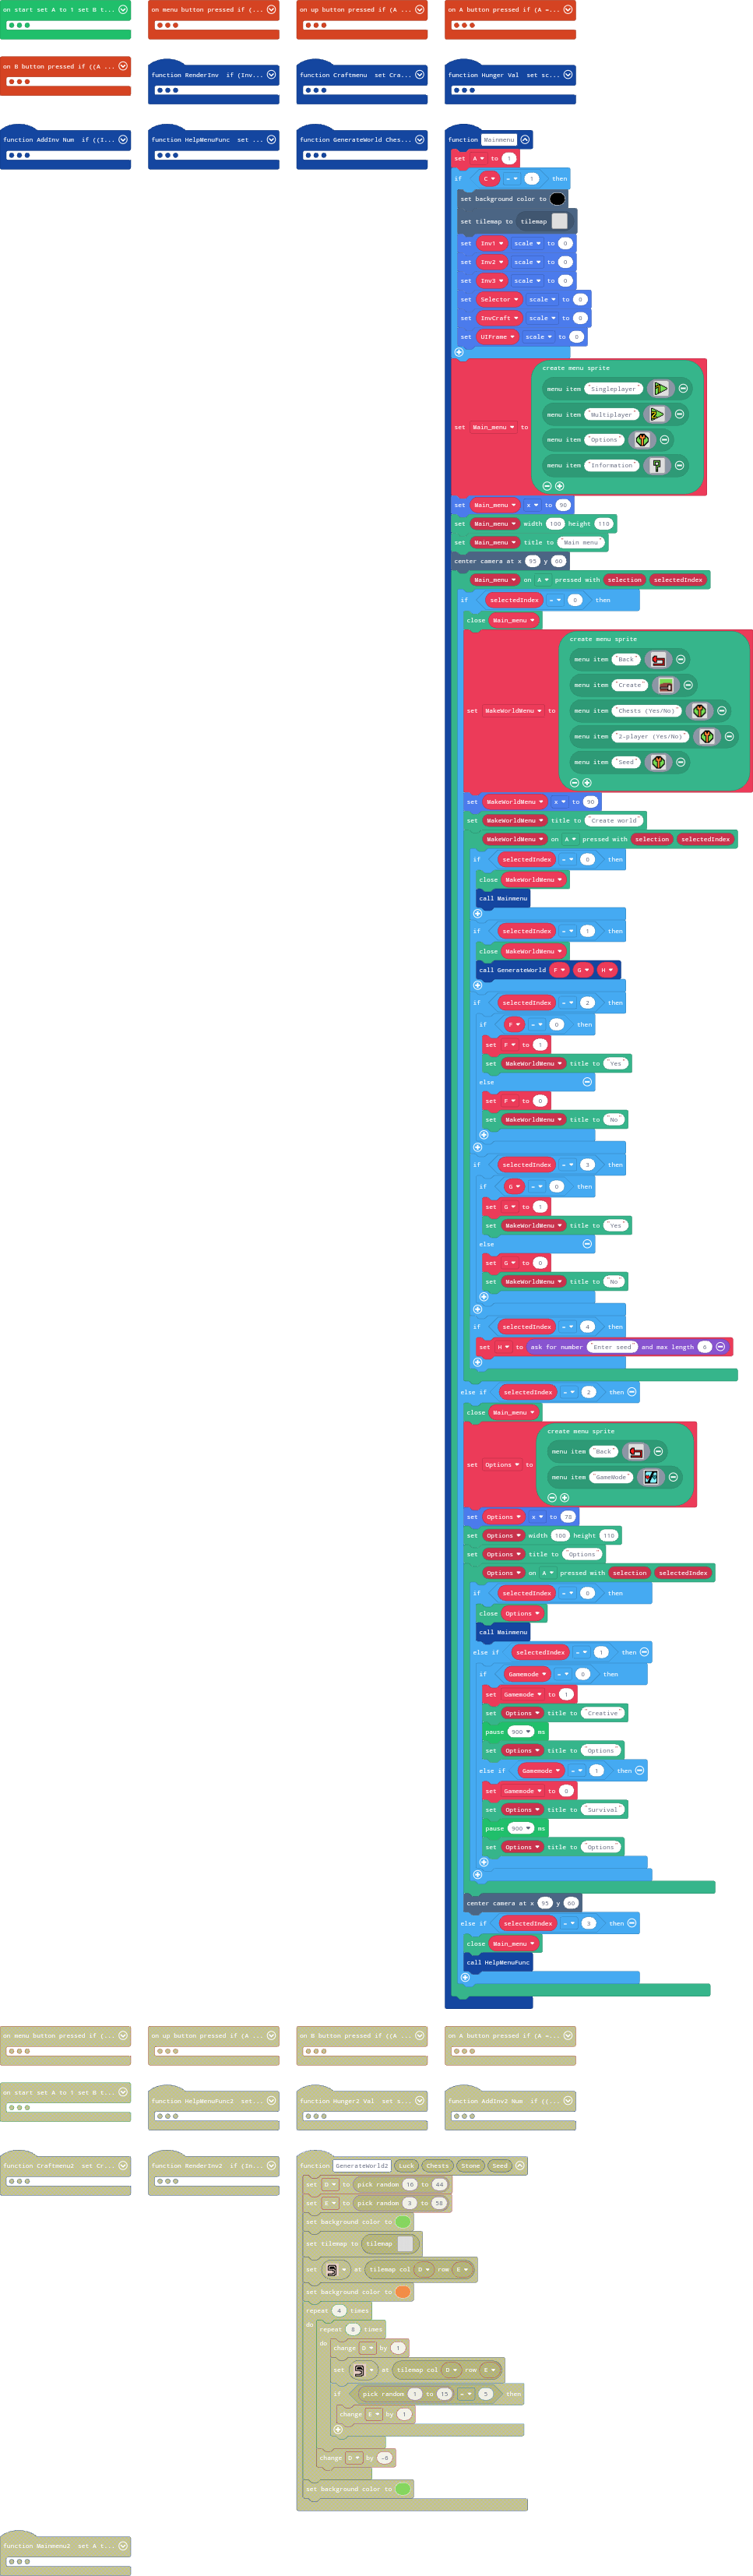 on start set A to 1 set B t...
on menu button pressed if (...
on up button pressed if (A ...
on A button pressed if (A =...
on B button pressed if ((A ...
function RenderInv if (Inv...
function Craftmenu set Cra...
function Hunger Val set sc...
function AddInv Num if ((I...
function HelpMenuFunc set ...
function GenerateWorld Ches...
function Mainmenu
set A to 1
if C = 1 then
set background color to
set tilemap to tilemap
set Inv1 scale to 0
set Inv2 scale to 0
set Inv3 scale to 0
set Selector scale to 0
set InvCraft scale to 0
set UIFrame scale to 0
create menu sprite
menu item "Singleplayer"
menu item "Multiplayer"
set Main_menu to
menu item "Options"
menu item "Information"
set Main_menu x to 90
set Main_menu width 100 height 110
set Main_menu title to "Main menu"
center camera at x 95 y 60
Main_menu on A pressed with selection selectedIndex
if selectedIndex = 0 then
close Main_menu
create menu sprite
menu item "Back"
menu item "Create"
set MakeWorldMenu to
menu item "Chests (Yes/No)"
menu item "2-player (Yes/No)"
menu item "Seed"
set MakeWorldMenu x to 90
set MakeWorldMenu title to "Create world"
MakeWorldMenu on A pressed with selection selectedIndex
if selectedIndex = 0 then
close MakeWorldMenu
call Mainmenu
if selectedIndex = 1 then
close MakeWorldMenu
call GenerateWorld F G H
if selectedIndex = 2 then
if F = 0 then
set F to 1
set MakeWorldMenu title to "Yes"
else
set F to 0
set MakeWorldMenu title to "No"
if selectedIndex = 3 then
if G = 0 then
set G to 1
set MakeWorldMenu title to "Yes"
else
set G to 0
set MakeWorldMenu title to "No"
if selectedIndex = 4 then
set H to ask for number "Enter seed" and max length 6
else if selectedIndex = 2 then
close Main_menu
create menu sprite
menu item "Back"
set Options to
menu item "GameMode"
set Options x to 78
set Options width 100 height 110
set Options title to "Options"
Options on A pressed with selection selectedIndex
if selectedIndex = 0 then
close Options
call Mainmenu
else if selectedIndex = 1 then
if Gamemode = 0 then
set Gamemode to 1
set Options title to "Creative"
pause 900 ms
set Options title to "Options"
else if Gamemode = 1 then
set Gamemode to 0
set Options title to "Survival"
pause 900 ms
set Options title to "Options"
center camera at x 95 y 60
else if selectedIndex = 3 then
close Main_menu
call HelpMenuFunc
on menu button pressed if (...
on up button pressed if (A ...
on B button pressed if ((A ...
on A button pressed if (A =...
on start set A to 1 set B t...
function HelpMenuFunc2 set...
function Hunger2 Val set s...
function AddInv2 Num if ((...
function Craftmenu2 set Cr...
function RenderInv2 if (In...
function GenerateWorld2 Luck Chests Stone Seed
set D to pick random 16 to 44
set E to pick random 3 to 58
set background color to
set tilemap to tilemap
set at tilemap col D row E
set background color to
repeat 4 times
do repeat 8 times
do change D by 1
set at tilemap col D row E
if pick random 1 to 15 = 5 then
change E by 1
change D by -6
set background color to
function Mainmenu2 set A t...